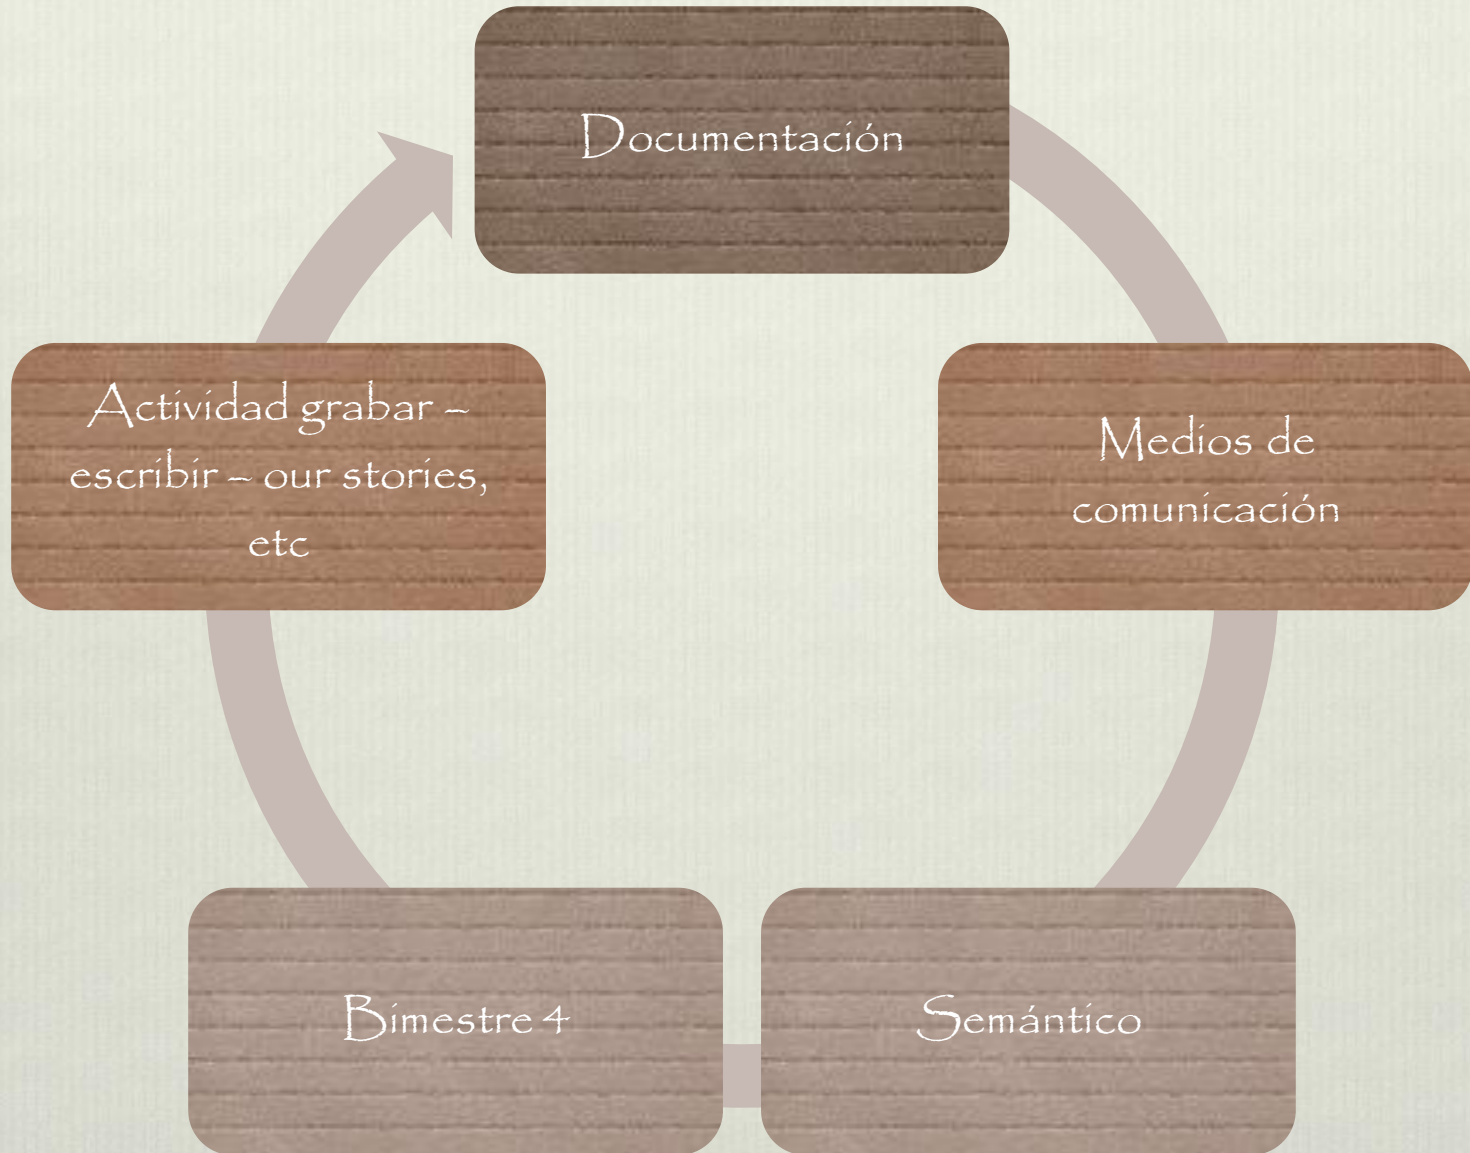 Documentación
Medios de
comunicación
Semántico
Bimestre 4
Actividad grabar –
escribir – our stories,
etc